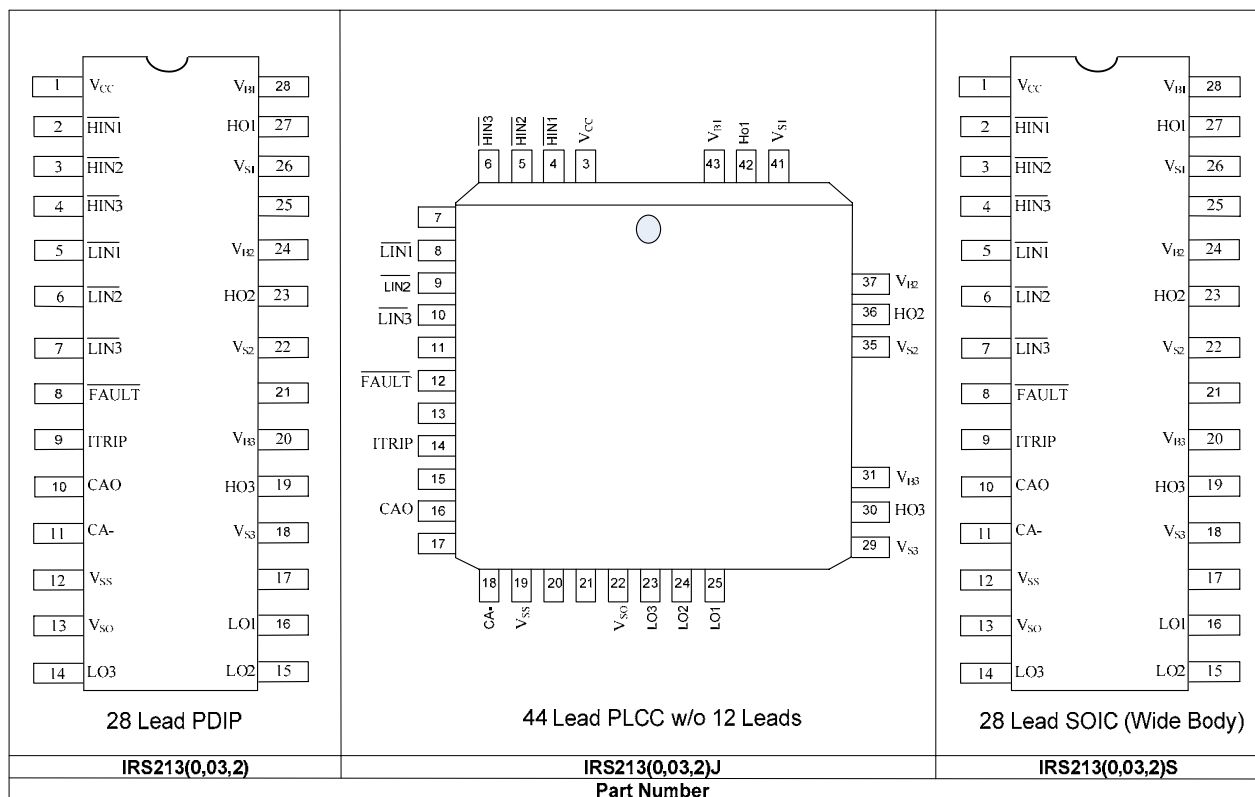 1 VCC VB1 28
2 HIN1 HO1 27
3 HIN2 VS1 26
4 HIN3 25
5 LIN1 VB2 24
6 LIN2 HO2 23
7 LIN3 VS2 22
8 FAULT 21
9 ITRIP VB3 20
10 CAO HO3 19
11 CA- VS3 18
12 VSS 17
13 VSO LO1 16
14 LO3 LO2 15
28 Lead PDIP
IRS213(0,03,2)
HIN3 HIN2 HIN1 VCC VB1 Ho1 VS1
6 5 4 3 43 42 41
7
LIN1 8
LIN2 9
LIN3 10
11
FAULT 12
13
ITRIP 14
15
CAO 16
17
37 VB2
36 HO2
35 VS2
31 VB3
30 HO3
29 VS3
18 19 20 21 22 23 24 25
CA- VSS VSO LO3 LO2 LO1
44 Lead PLCC w/o 12 Leads
IRS213(0,03,2)J
1 VCC VB1 28
2 HIN1 HO1 27
3 HIN2 VS1 26
4 HIN3 25
5 LIN1 VB2 24
6 LIN2 HO2 23
7 LIN3 VS2 22
8 FAULT 21
9 ITRIP VB3 20
10 CAO HO3 19
11 CA- VS3 18
12 VSS 17
13 VSO LO1 16
14 LO3 LO2 15
28 Lead SOIC (Wide Body)
IRS213(0,03,2)S
Part Number